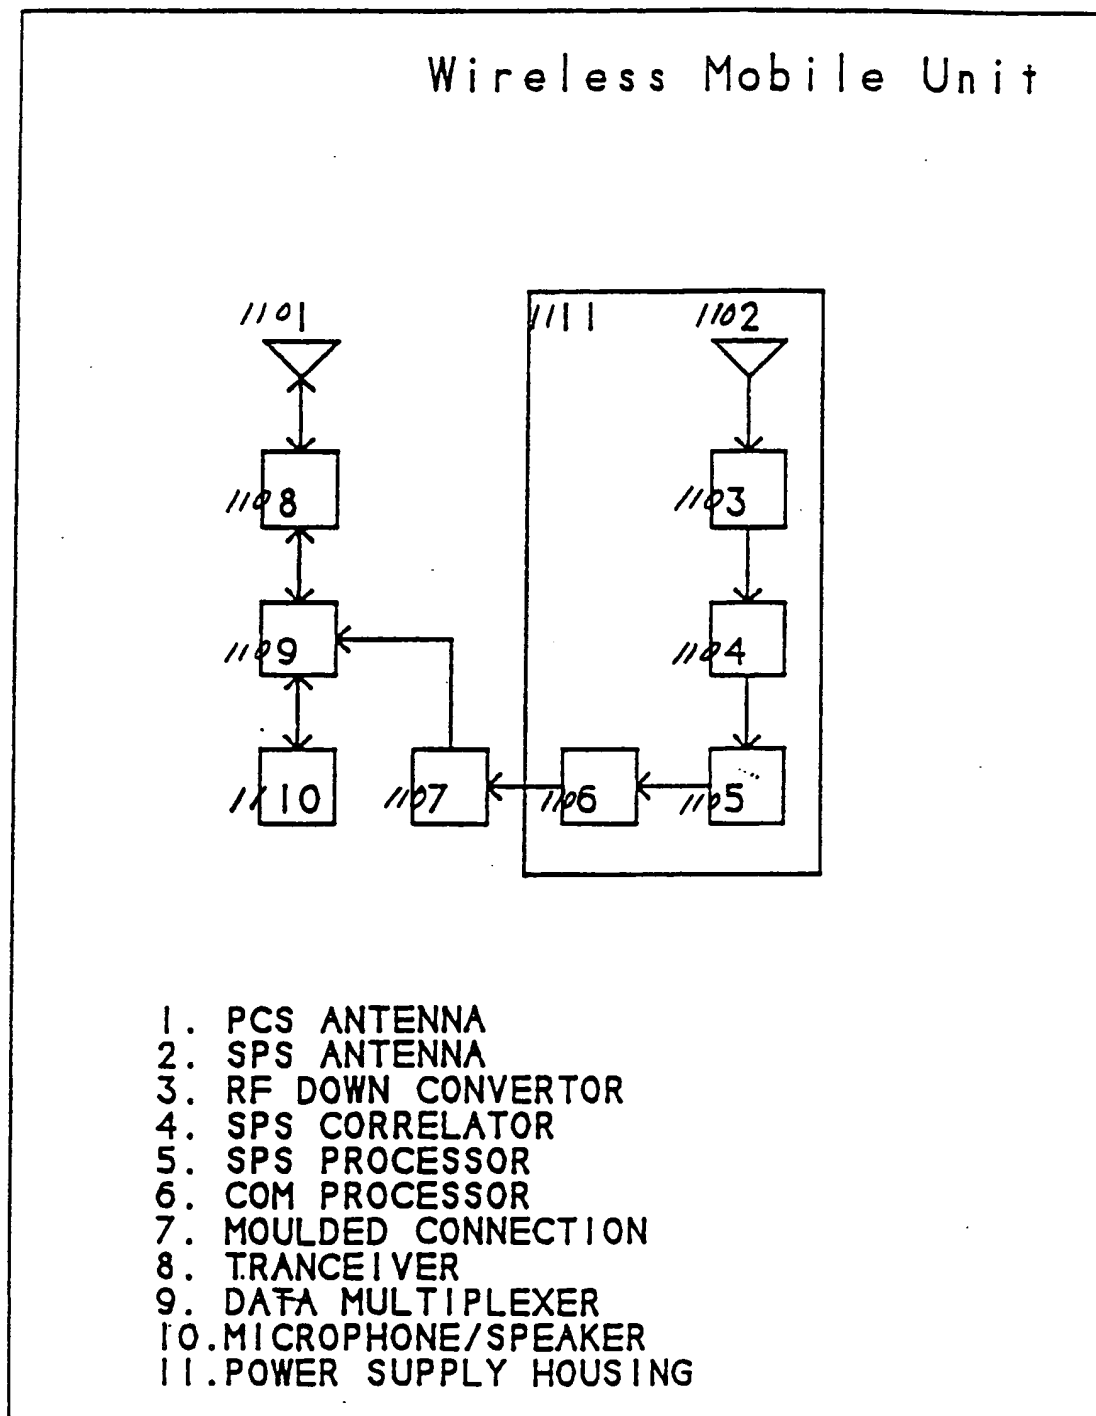 Wireless Mobile Unit
1101
1111
1102
1108
1103
1109
1104
1110
1107
1106
1105
1. PCS ANTENNA
2. SPS ANTENNA
3. RF DOWN CONVERTOR
4. SPS CORRELATOR
5. SPS PROCESSOR
6. COM PROCESSOR
7. MOULDED CONNECTION
8. TRANCEIVER
9. DATA MULTIPLEXER
10.MICROPHONE/SPEAKER
11.POWER SUPPLY HOUSING